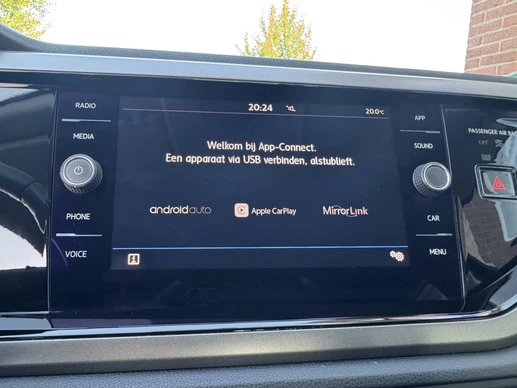 20:24
20.0°C
RADIO
MEDIA
PHONE
VOICE
Welkom bij App-Connect.
Een apparaat via USB verbinden, alstublieft.
androidauto
Apple CarPlay
MirrorLink
APP
SOUND
CAR
MENU
PASSENGER AIR BA
OFF